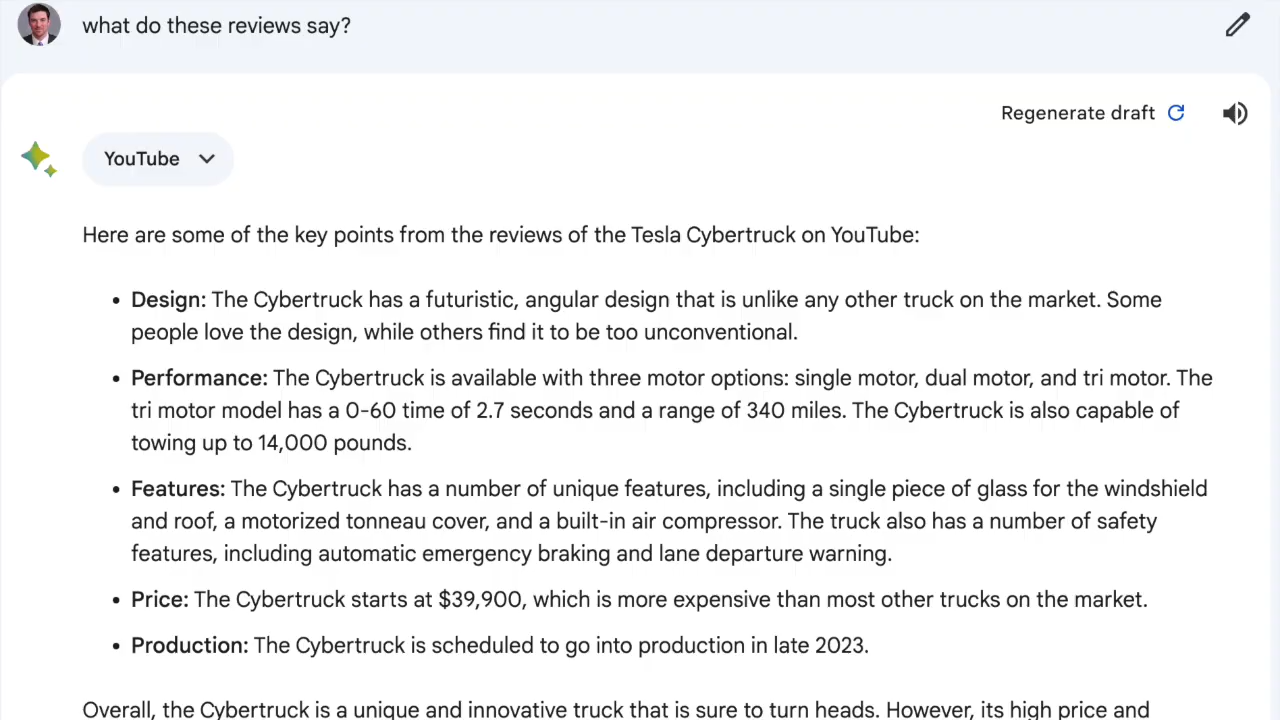 what do these reviews say?
Regenerate draft
YouTube
Here are some of the key points from the reviews of the Tesla Cybertruck on YouTube:
• Design: The Cybertruck has a futuristic, angular design that is unlike any other truck on the market. Some
people love the design, while others find it to be too unconventional.
• Performance: The Cybertruck is available with three motor options: single motor, dual motor, and tri motor. The
tri motor model has a 0-60 time of 2.7 seconds and a range of 340 miles. The Cybertruck is also capable of
towing up to 14,000 pounds.
• Features: The Cybertruck has a number of unique features, including a single piece of glass for the windshield
and roof, a motorized tonneau cover, and a built-in air compressor. The truck also has a number of safety
features, including automatic emergency braking and lane departure warning.
• Price: The Cybertruck starts at $39,900, which is more expensive than most other trucks on the market.
• Production: The Cybertruck is scheduled to go into production in late 2023.
Overall, the Cybertruck is a unique and innovative truck that is sure to turn heads. However, its high price and